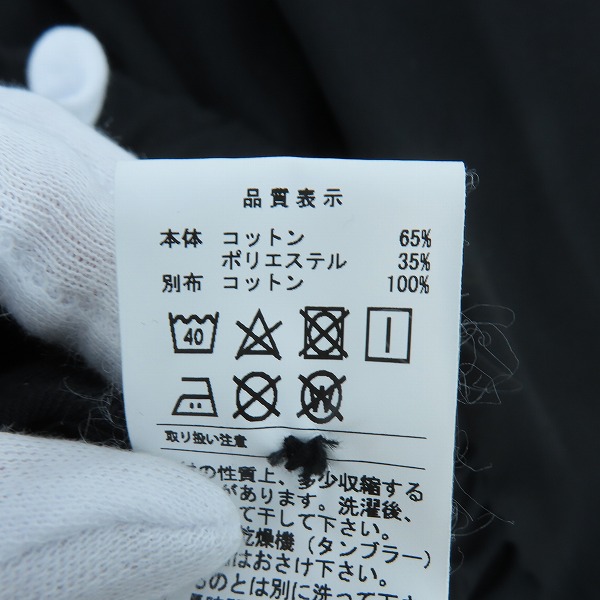 品質表示
本体 コットン 65%
ポリエステル 35%
別布 コットン 100%
40
W
取り扱い注意
の性質上、多少収縮する
があります。洗濯後、
て干して下さい。
乾燥機(タンブラー)
はおさけ下さい。
ものとは別に洗って下